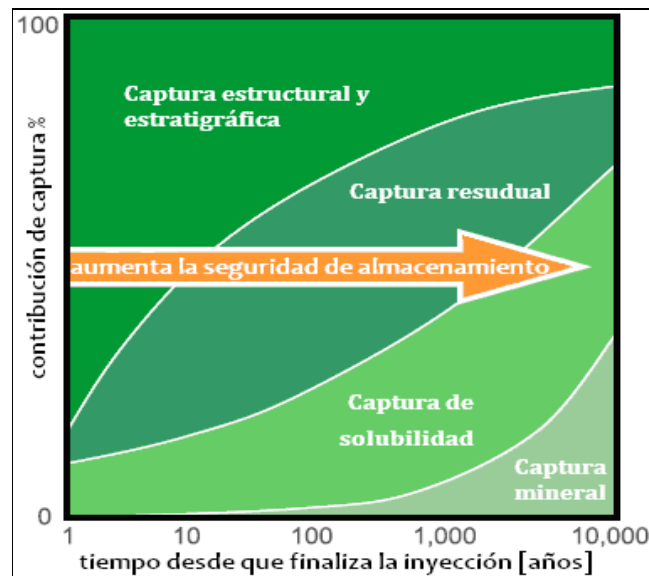 100
Captura estructural y
estratigráfica
Captura resudual
aumenta la seguridad de almacenamiento
Captura de
solubilidad
Captura
mineral
contribución de captura %
0
1 10 100 1,000 10,000
tiempo desde que finaliza la inyección [años]